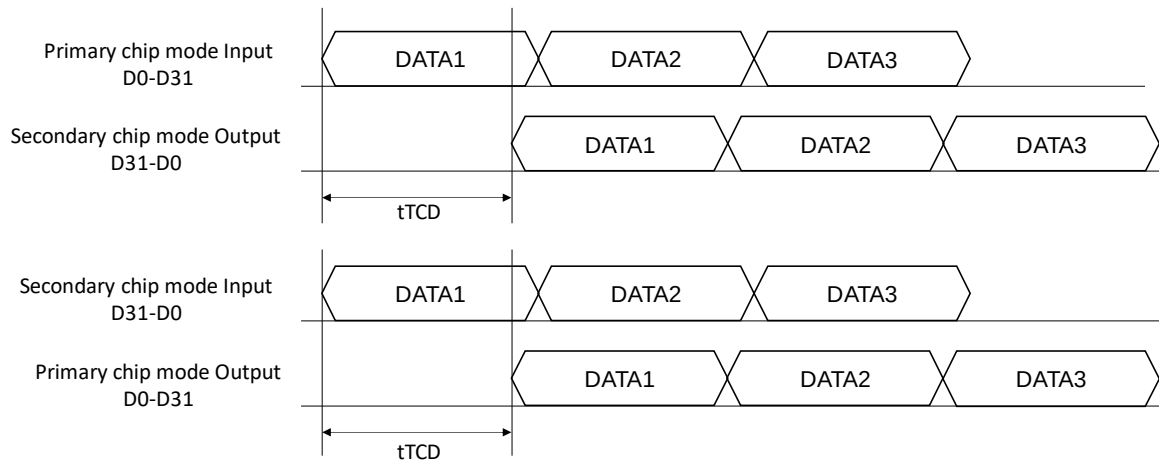 Primary chip mode Input
D0-D31
DATA1 DATA2 DATA3
Secondary chip mode Output
D31-D0
DATA1 DATA2 DATA3
tTCD
Secondary chip mode Input
D31-D0
DATA1 DATA2 DATA3
Primary chip mode Output
D0-D31
DATA1 DATA2 DATA3
tTCD